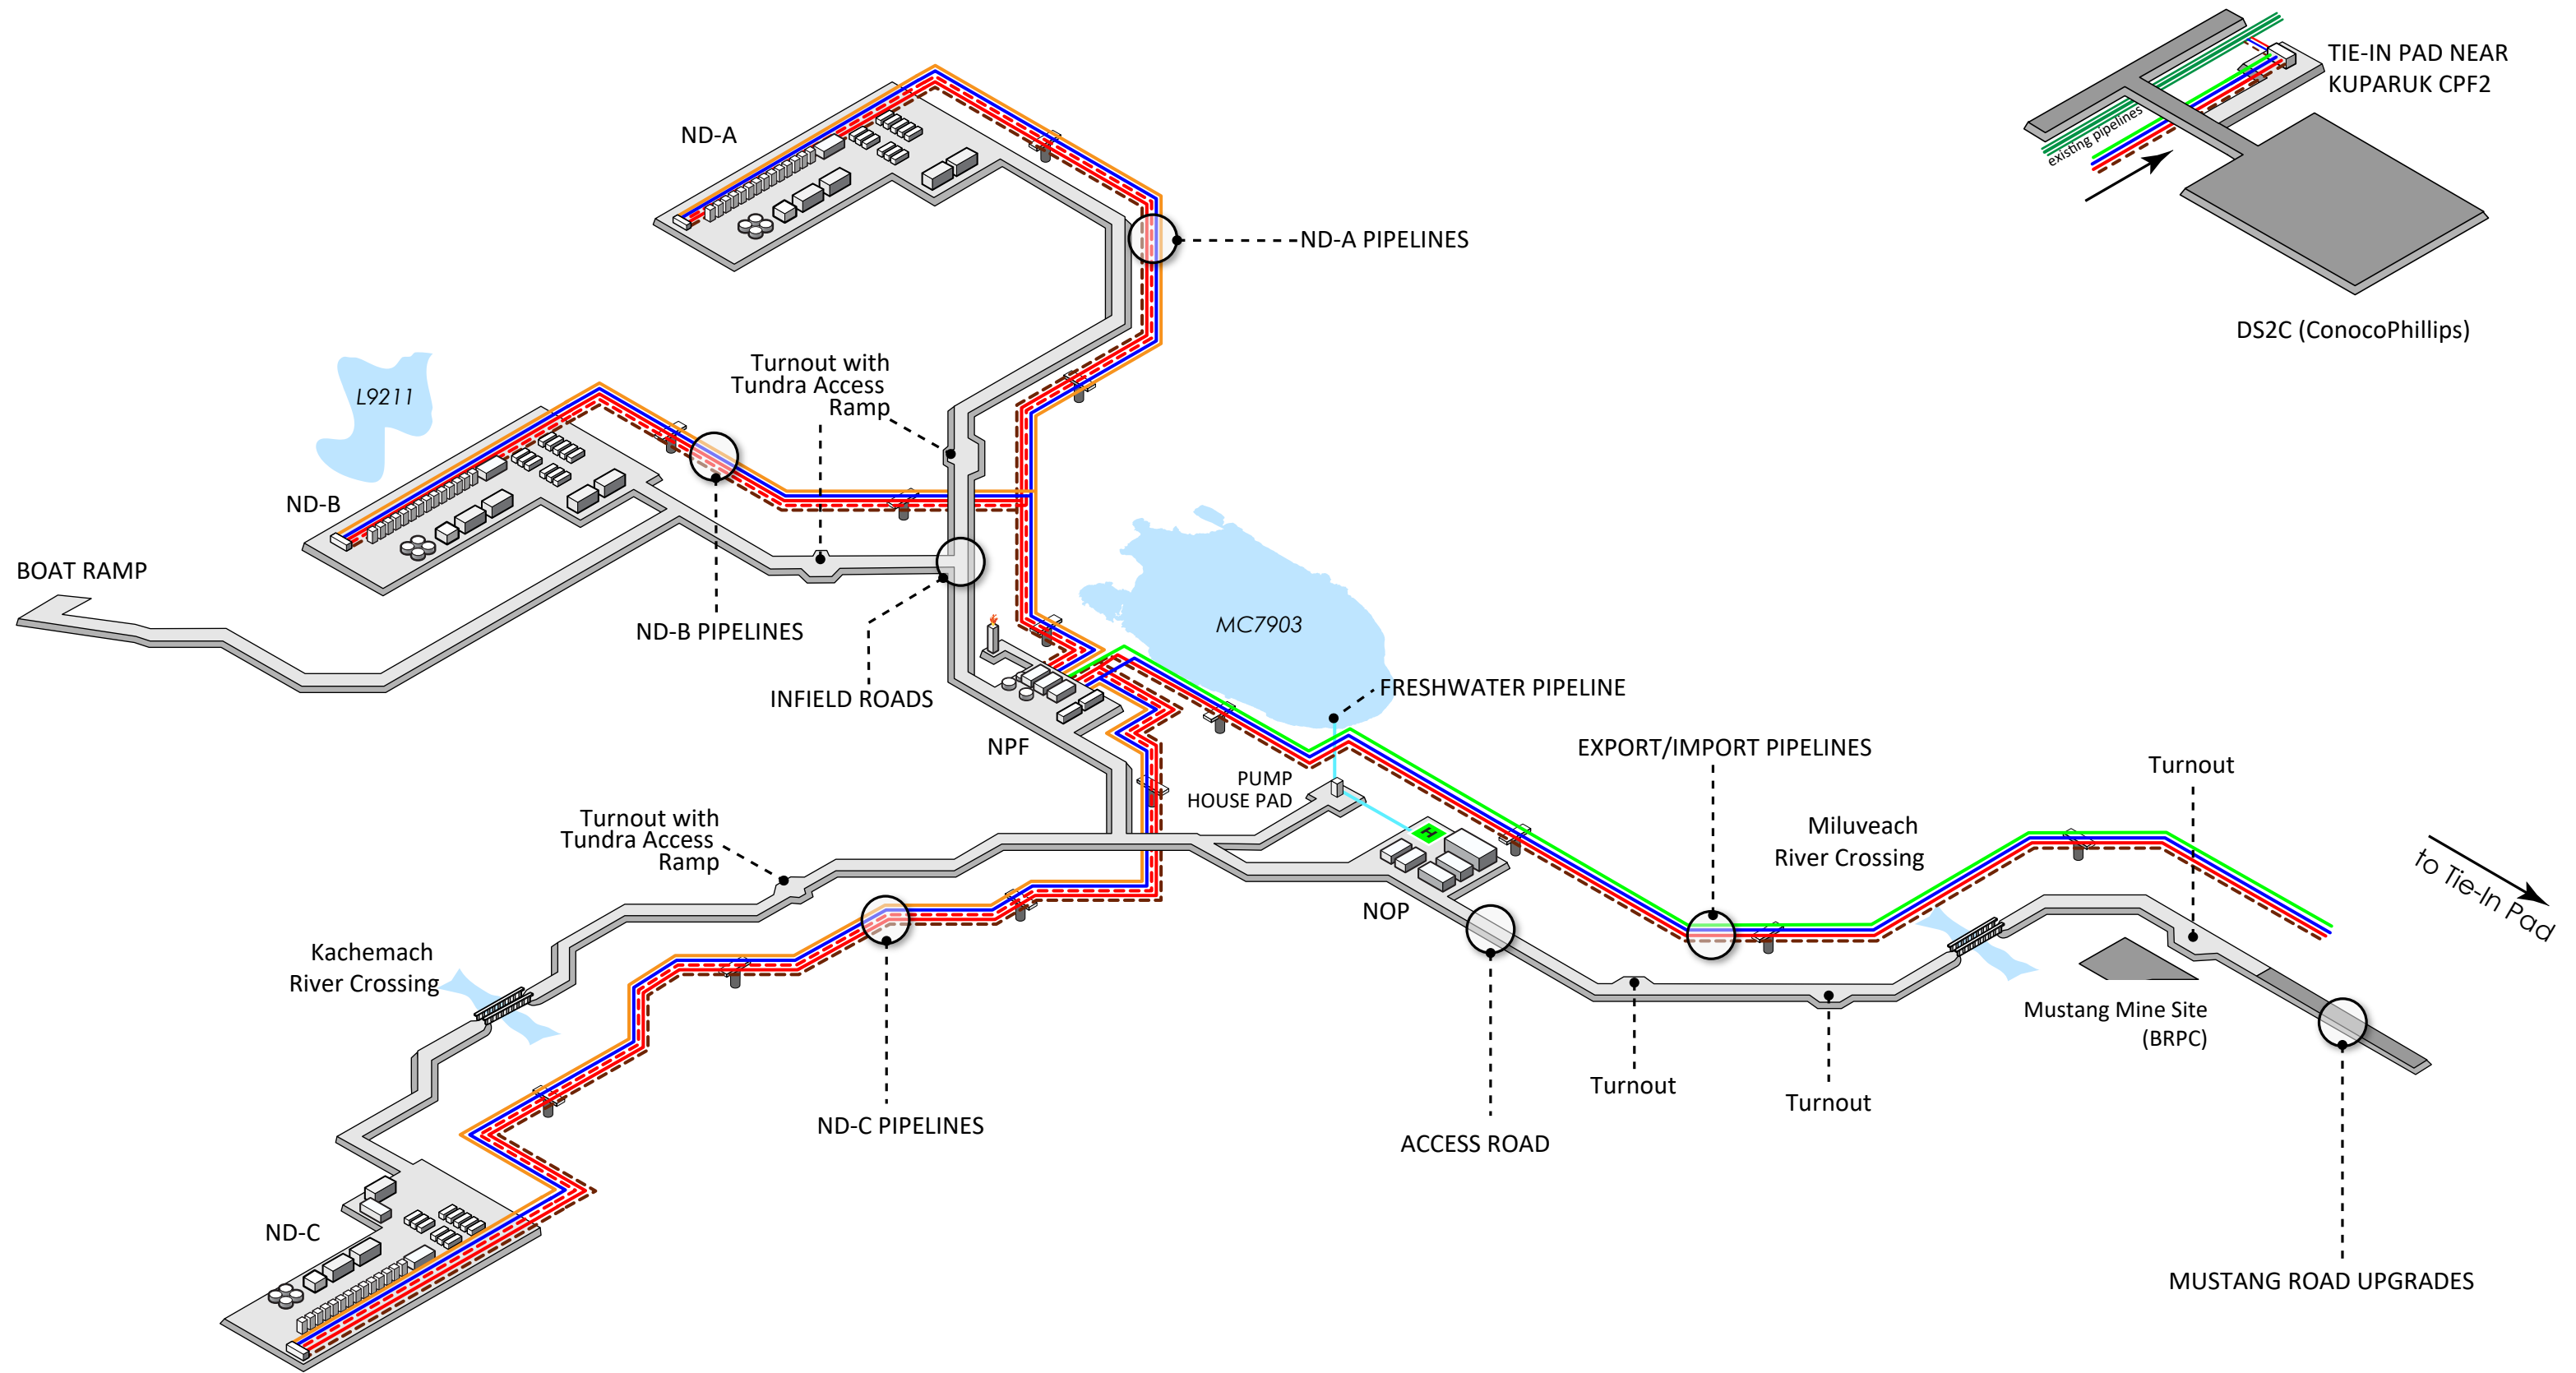 TIE-IN PAD NEAR
KUPARUK CPF2
existing pipelines
DS2C (ConocoPhillips)
ND-A
ND-A PIPELINES
Turnout with
Tundra Access
Ramp
L9211
ND-B
BOAT RAMP
ND-B PIPELINES
INFIELD ROADS
MC7903
FRESHWATER PIPELINE
NPF
EXPORT/IMPORT PIPELINES
PUMP
HOUSE PAD
Turnout
Turnout with
Tundra Access
Ramp
Miluveach
River Crossing
to Tie-In Pad
H
NOP
Kachemach
River Crossing
Mustang Mine Site
(BRPC)
Turnout
Turnout
ND-C PIPELINES
ACCESS ROAD
ND-C
MUSTANG ROAD UPGRADES